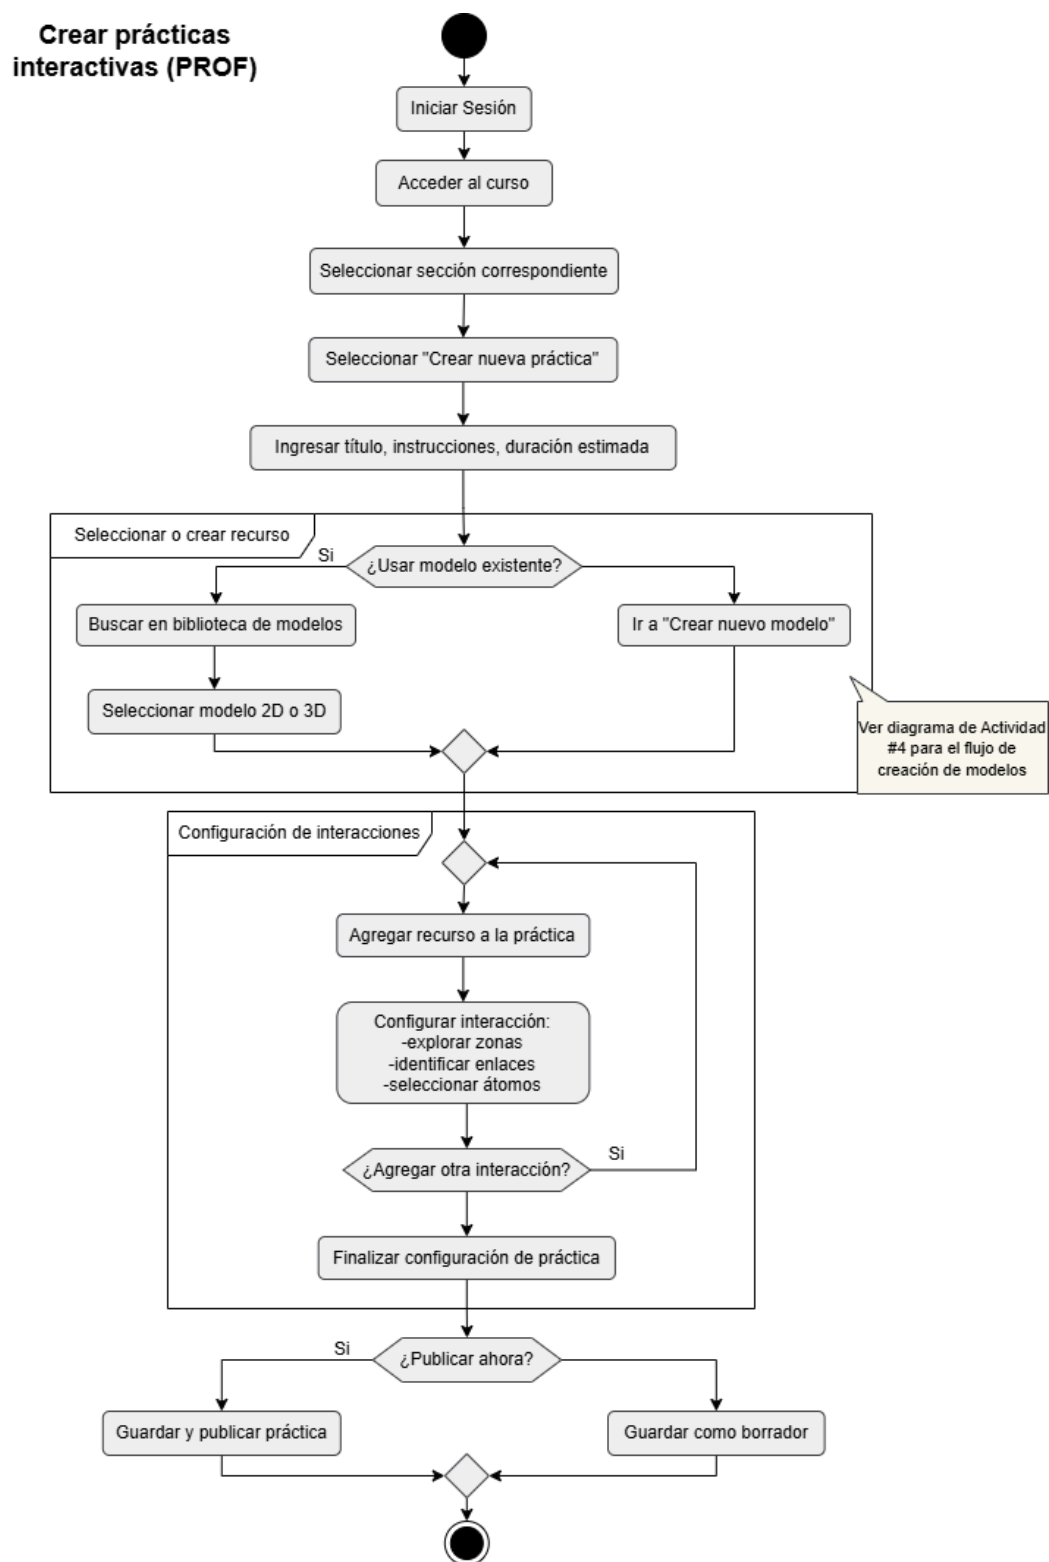 Crear prácticas
interactivas (PROF)
Iniciar Sesión
Acceder al curso
Seleccionar sección correspondiente
Seleccionar "Crear nueva práctica"
Ingresar título, instrucciones, duración estimada
Seleccionar o crear recurso
Si
¿Usar modelo existente?
Buscar en biblioteca de modelos
Ir a "Crear nuevo modelo"
Seleccionar modelo 2D o 3D
Ver diagrama de Actividad
#4 para el flujo de
creación de modelos
Configuración de interacciones
Agregar recurso a la práctica
Configurar interacción:
-explorar zonas
-identificar enlaces
-seleccionar átomos
¿Agregar otra interacción?
Si
Finalizar configuración de práctica
Si
¿Publicar ahora?
Guardar y publicar práctica
Guardar como borrador